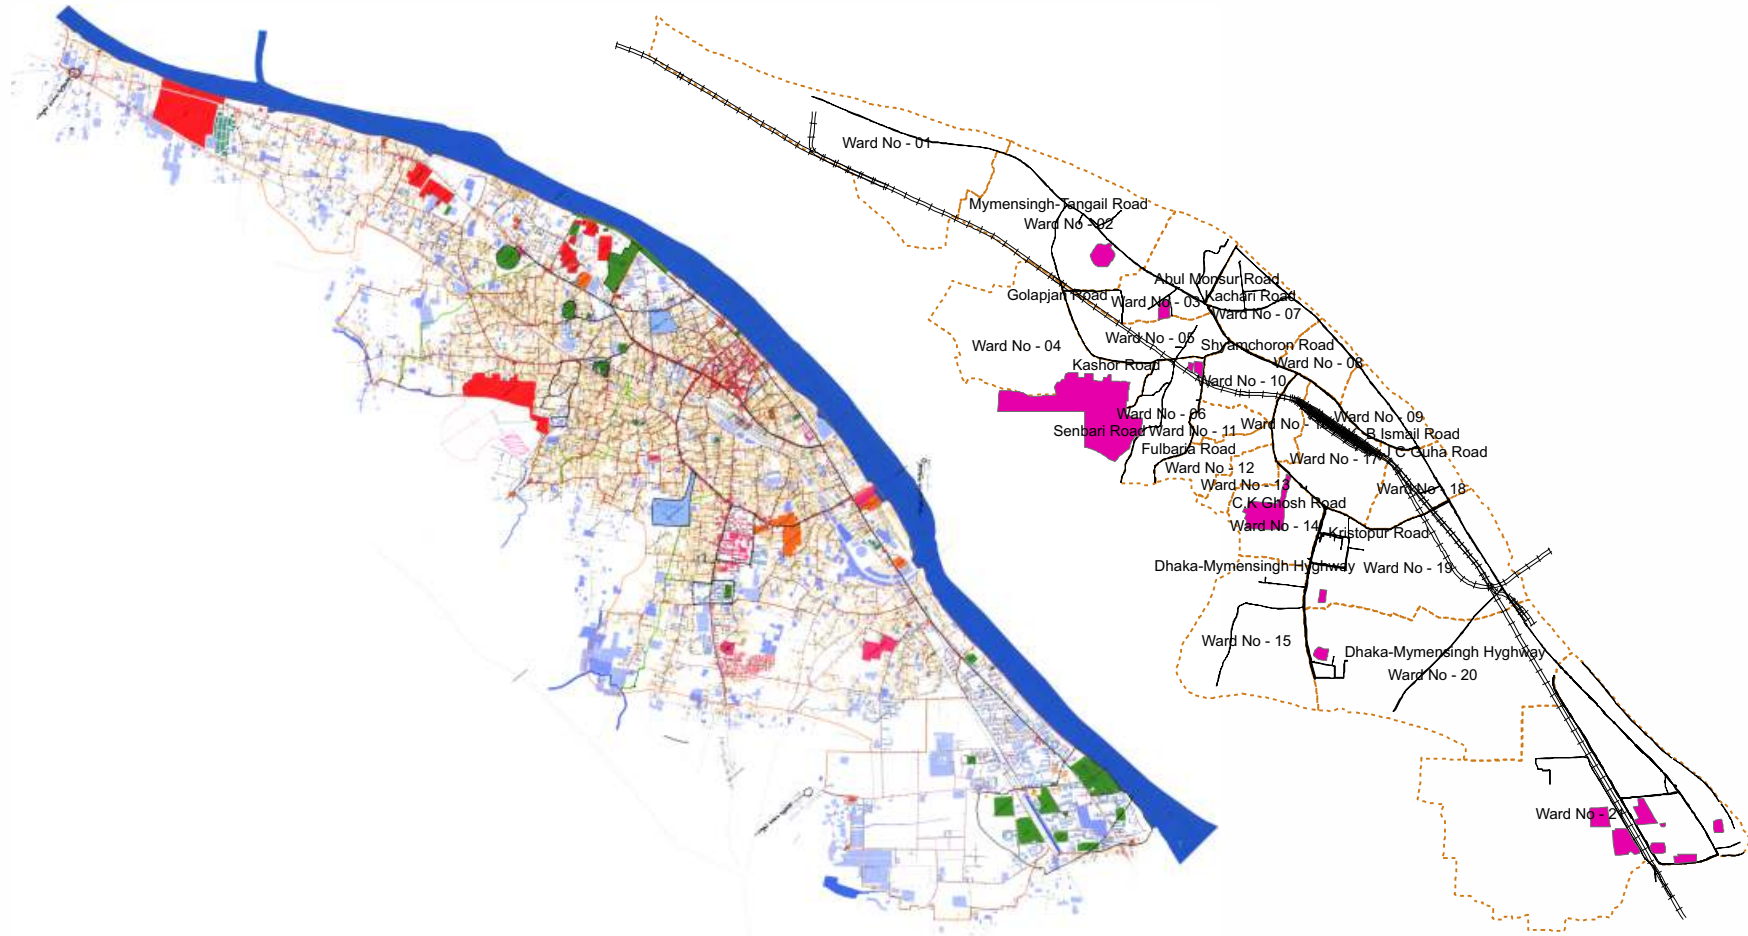 Ward No - 01
Mymensingh-Tangail Road
Ward No - 02
Abul Monsur Road
Golapjan Road
Kachari Road
Ward No - 03
Ward No - 07
Ward No - 05
Shyamchoron Road
Ward No - 04
Ward No - 08
Kashor Road
Ward No - 10
Ward No - 06
Ward No - 09
Ward No -
Senbari Road
Ward No - 11
B Ismail Road
Fulbaria Road
J C Guha Road
Ward No - 17
Ward No - 12
Ward No - 13
Ward No - 18
C.K Ghosh Road
Ward No - 14
Kristopur Road
Dhaka-Mymensingh Hyghway
Ward No - 19
Ward No - 15
Dhaka-Mymensingh Hyghway
Ward No - 20
Ward No - 21